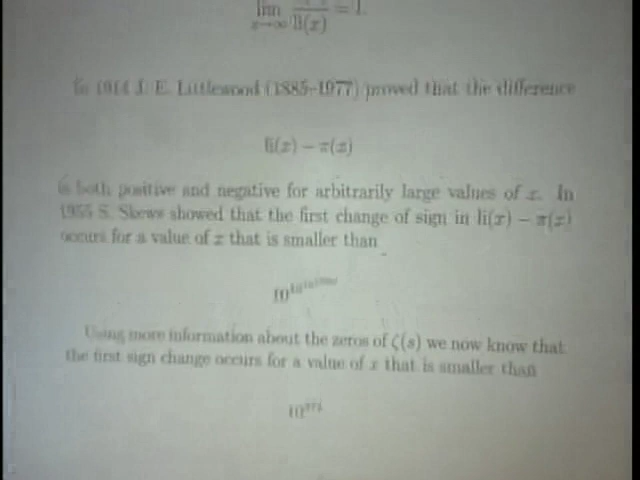 lim = 1.
x→∞ li(x)
In 1914 J. E. Littlewood (1885–1977) proved that the difference
li(x) − π(x)
is both positive and negative for arbitrarily large values of x. In
1955 S. Skews showed that the first change of sign in li(x) − π(x)
occurs for a value of x that is smaller than
10
Using more information about the zeros of ζ(s) we now know that
the first sign change occurs for a value of x that is smaller than
10